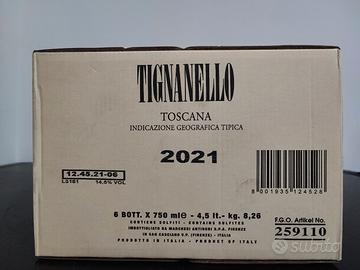 TIGNANELLO
TOSCANA
INDICAZIONE GEOGRAFICA TIPICA
2021
12.45.21-06
L0181 14,5% VOL
8 001935 124528
6 BOTT. X 750 ml℮ - 4,5 lt.- kg. 8,26
CONTIENE SOLFITI - CONTAINS SULFITES
IMBOTTIGLIATO DA MARCHESI ANTINORI S.P.A. FIRENZE
IN SAN CASCIANO V.P. (FIRENZE) - ITALIA
PRODOTTO IN ITALIA - PRODUCT OF ITALY
F.G.O. Artikel No.
259110
subito